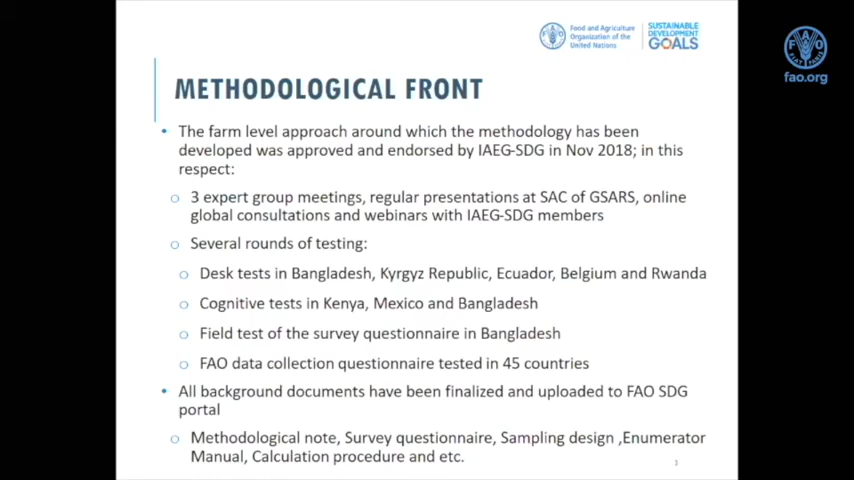 Food and Agriculture
Organization of the
United Nations
SUSTAINABLE
DEVELOPMENT
GOALS
FAO
FIAT PANIS
fao.org
METHODOLOGICAL FRONT
• The farm level approach around which the methodology has been
developed was approved and endorsed by IAEG-SDG in Nov 2018; in this
respect:
o 3 expert group meetings, regular presentations at SAC of GSARS, online
global consultations and webinars with IAEG-SDG members
o Several rounds of testing:
o Desk tests in Bangladesh, Kyrgyz Republic, Ecuador, Belgium and Rwanda
o Cognitive tests in Kenya, Mexico and Bangladesh
o Field test of the survey questionnaire in Bangladesh
o FAO data collection questionnaire tested in 45 countries
• All background documents have been finalized and uploaded to FAO SDG
portal
o Methodological note, Survey questionnaire, Sampling design ,Enumerator
Manual, Calculation procedure and etc.